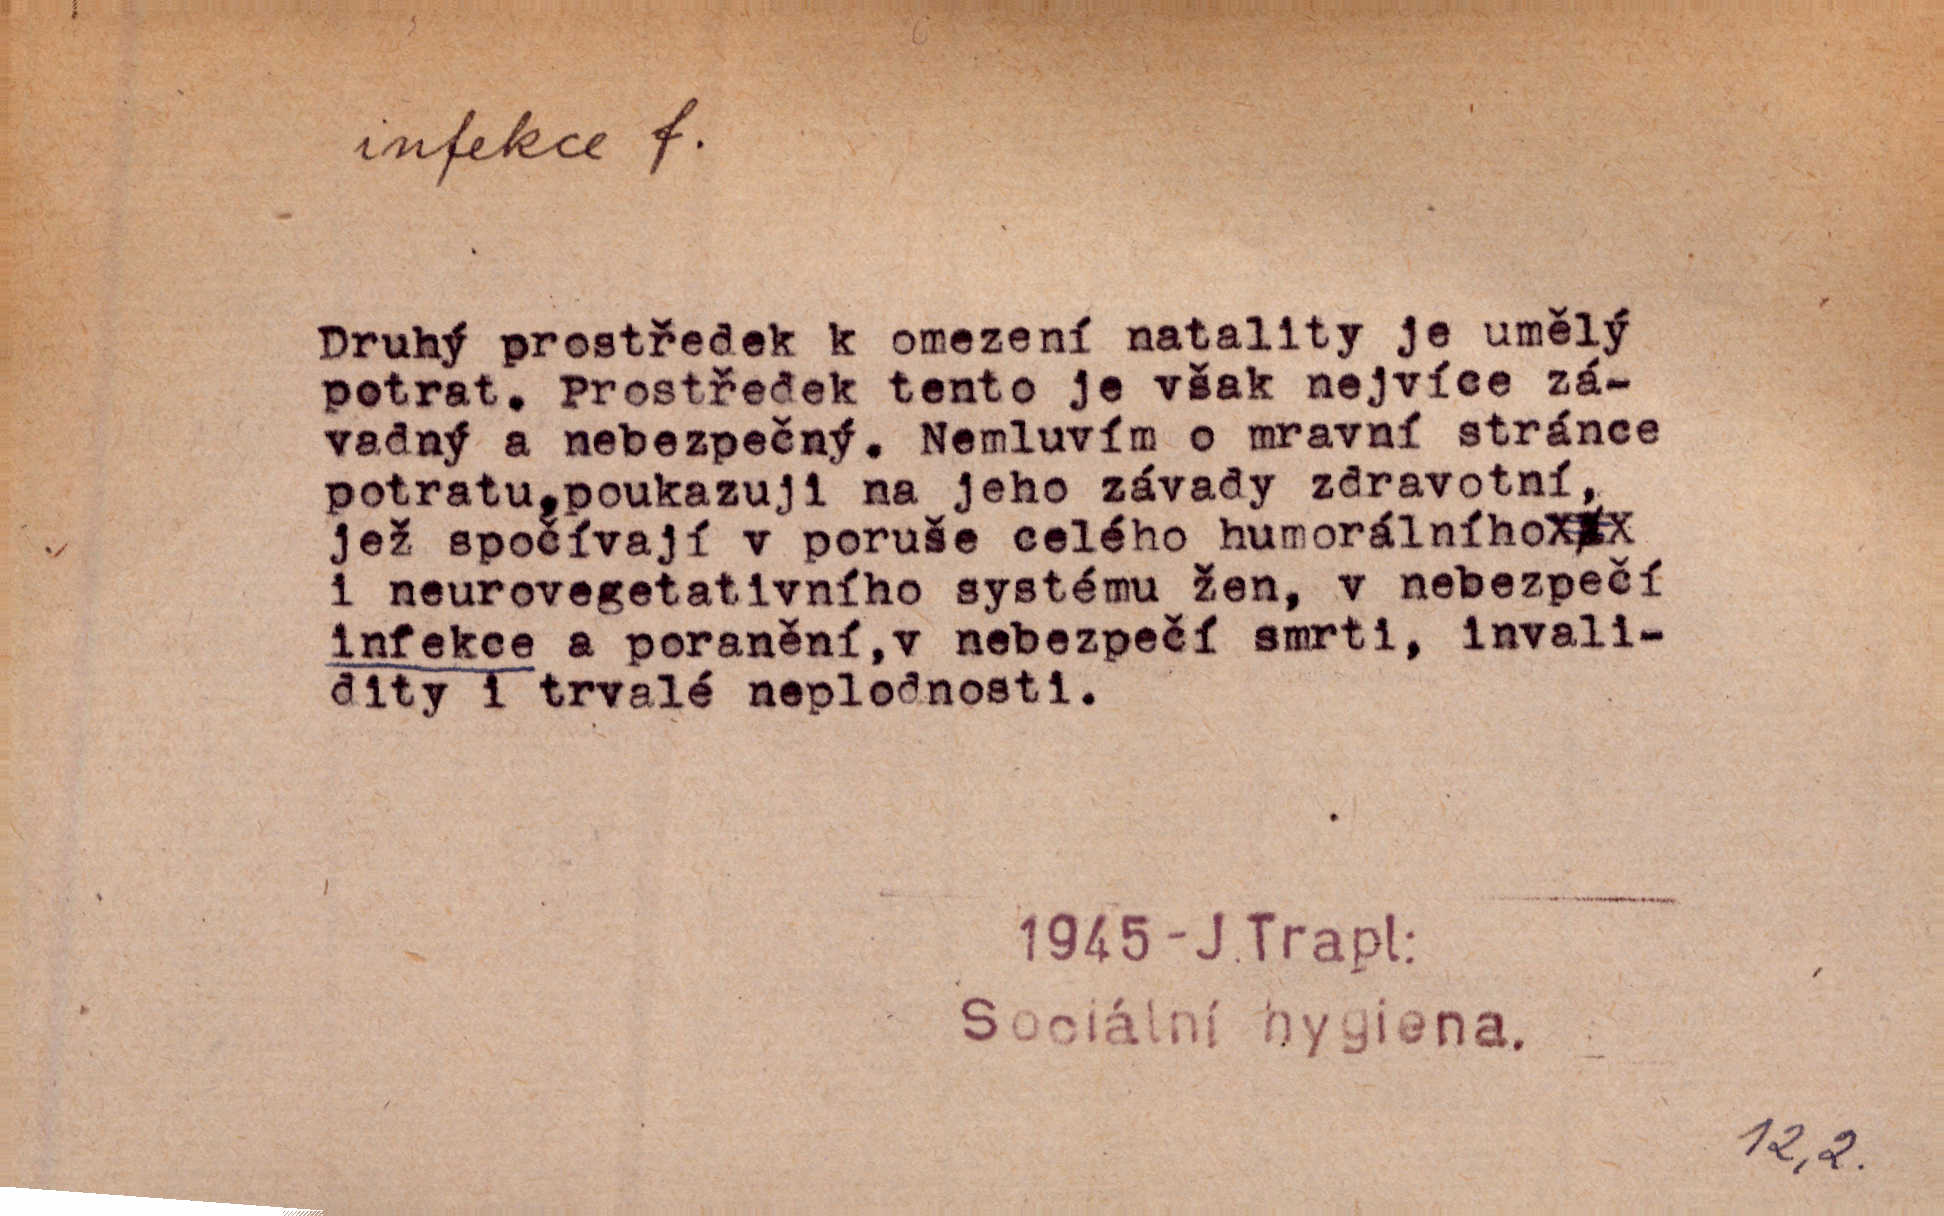 infekce f.
Druhý prostředek k omezení natality je umělý
potrat. Prostředek tento je však nejvíce zá-
vadný a nebezpečný. Nemluvím o mravní stránce
potratu,poukazuji na jeho závady zdravotní,
jež spočívají v poruše celého humorálního
i neurovegetativního systému žen, v nebezpečí
infekce a poranění,v nebezpečí smrti, invali-
dity i trvalé neplodnosti.
1945-J.Trapl:
Sociální hygiena.
12,2.